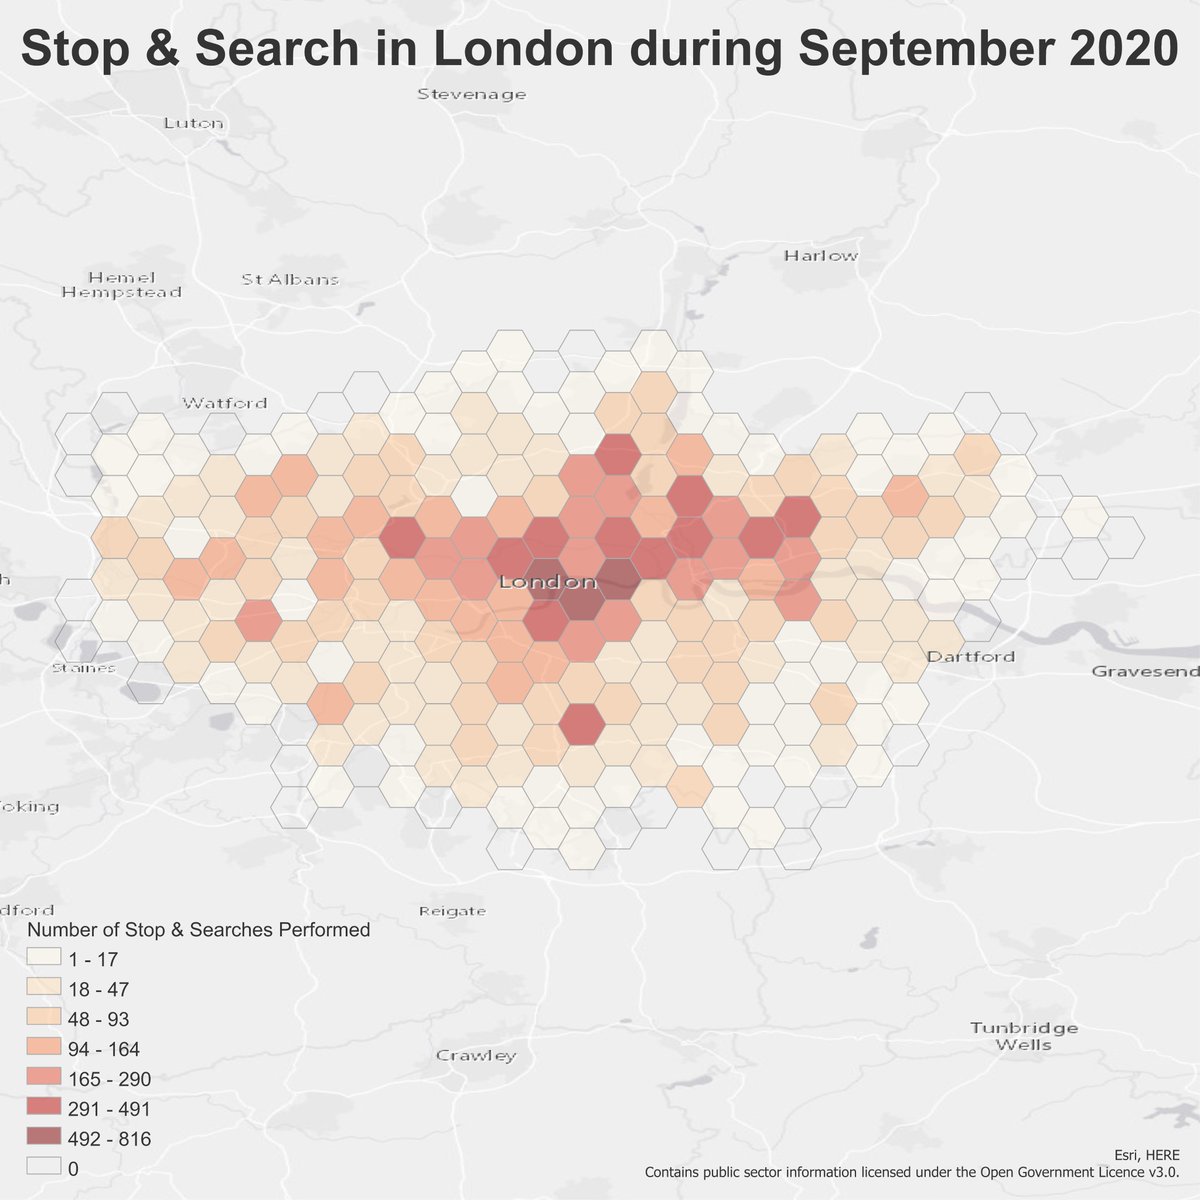 Stop & Search in London during September 2020
Stevenage
Luton
Harlow
Hemel
Hempstead
St Albans
Watford
London
Staines
Dartford
Gravesend
oking
dford
Reigate
Number of Stop & Searches Performed
1 - 17
18 - 47
48 - 93
94 - 164
165 - 290
291 - 491
492 - 816
0
Tunbridge
Wells
Crawley
Esri, HERE
Contains public sector information licensed under the Open Government Licence v3.0.